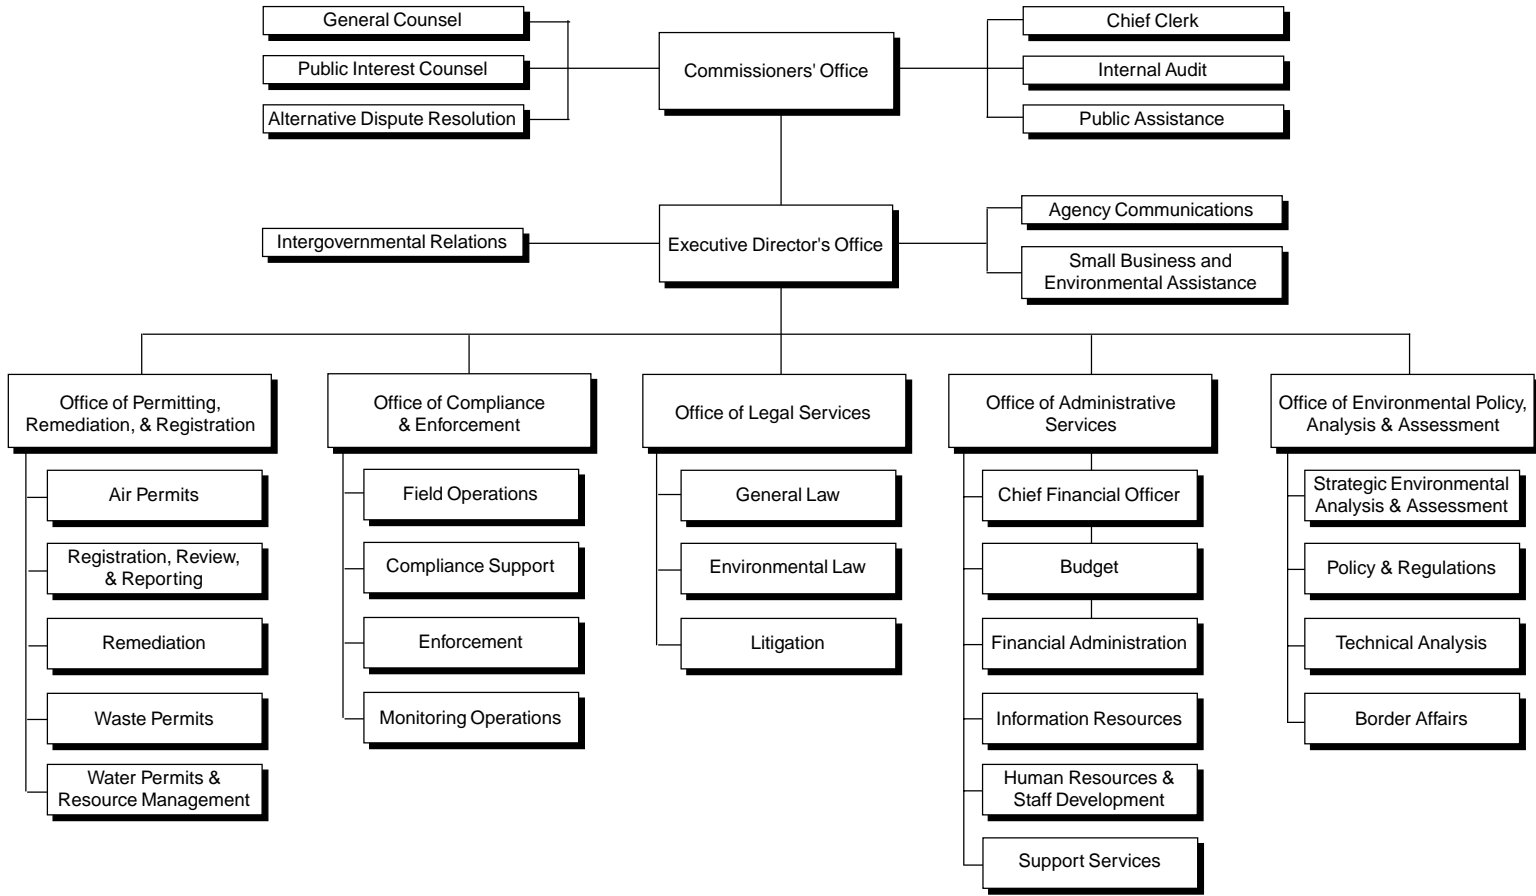 General Counsel
Public Interest Counsel
Alternative Dispute Resolution
Commissioners' Office
Chief Clerk
Internal Audit
Public Assistance
Intergovernmental Relations
Executive Director's Office
Agency Communications
Small Business and
Environmental Assistance
Office of Permitting,
Remediation, & Registration
Air Permits
Registration, Review,
& Reporting
Remediation
Waste Permits
Water Permits &
Resource Management
Office of Compliance
& Enforcement
Field Operations
Compliance Support
Enforcement
Monitoring Operations
Office of Legal Services
General Law
Environmental Law
Litigation
Office of Administrative
Services
Chief Financial Officer
Budget
Financial Administration
Information Resources
Human Resources &
Staff Development
Support Services
Office of Environmental Policy,
Analysis & Assessment
Strategic Environmental
Analysis & Assessment
Policy & Regulations
Technical Analysis
Border Affairs